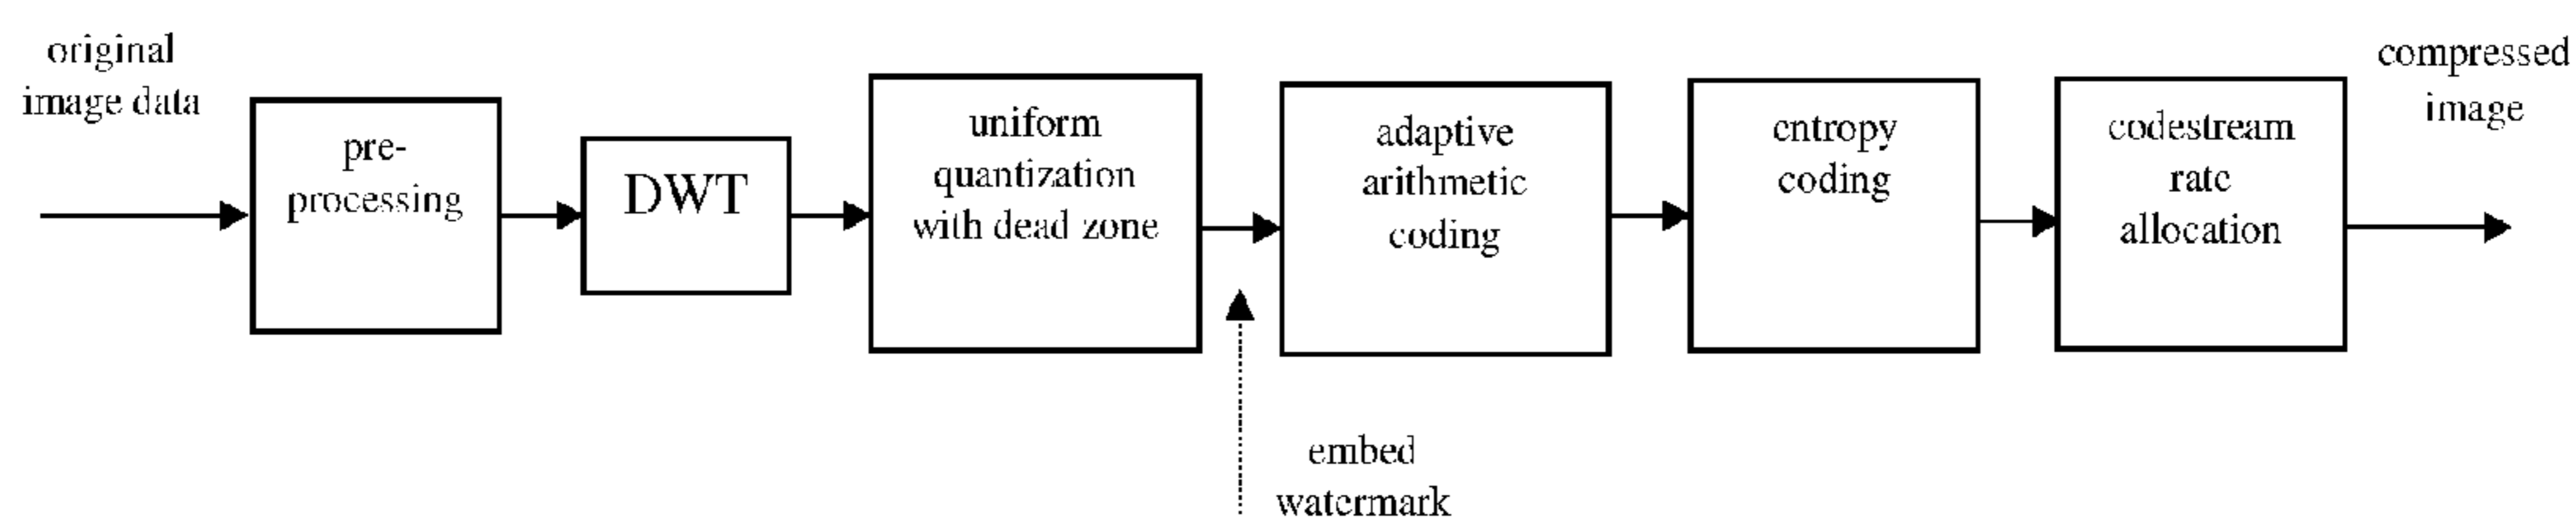 original
image data
pre-
processing
DWT
uniform
quantization
with dead zone
adaptive
arithmetic
coding
entropy
coding
codestream
rate
allocation
compressed
image
embed
watermark